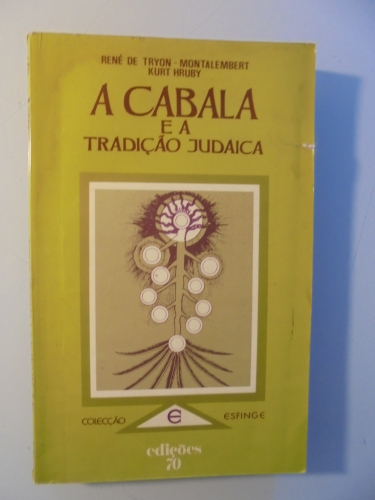 RENÉ DE TRYON - MONTALEMBERT
KURT HRUBY
A CABALA
E A
TRADIÇÃO JUDAICA
COLECÇÃO E ESFINGE
edições
70